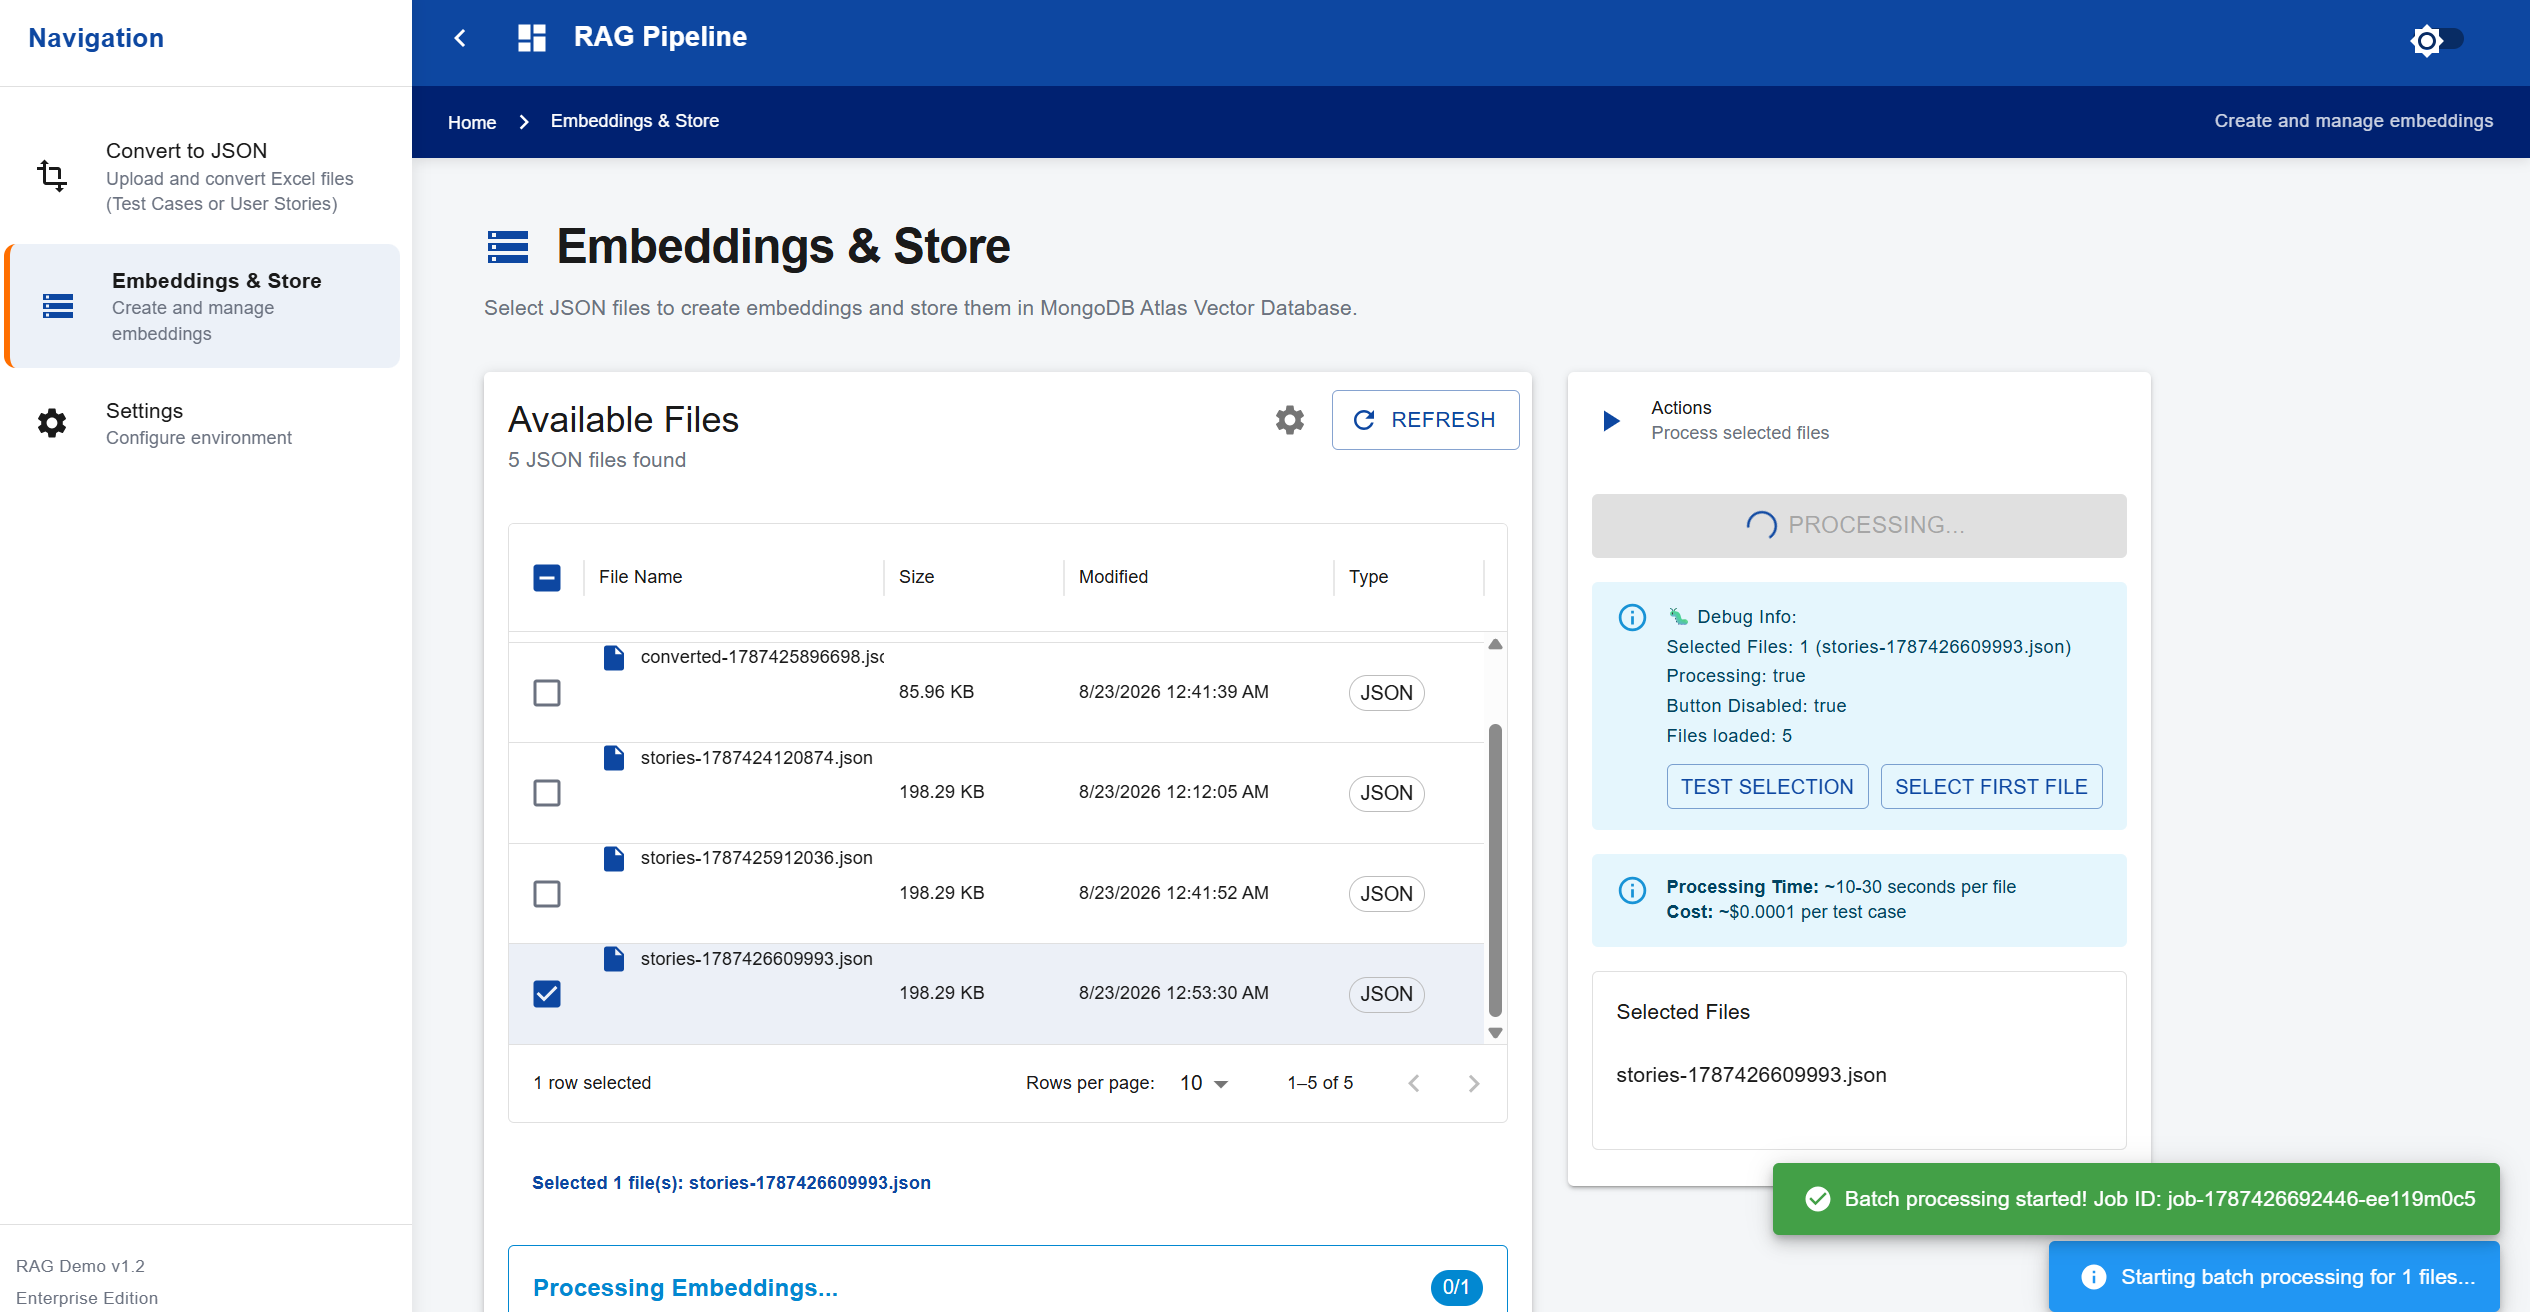 Navigation
RAG Pipeline
Home
Embeddings & Store
Create and manage embeddings
Convert to JSON
Upload and convert Excel files
(Test Cases or User Stories)
Embeddings & Store
Create and manage
embeddings
Settings
Configure environment
RAG Demo v1.2
Enterprise Edition
Embeddings & Store
Select JSON files to create embeddings and store them in MongoDB Atlas Vector Database.
Available Files
5 JSON files found
REFRESH
File Name Size Modified Type
converted-1787425896698.jsc
85.96 KB 8/23/2026 12:41:39 AM JSON
stories-1787424120874.json
198.29 KB 8/23/2026 12:12:05 AM JSON
stories-1787425912036.json
198.29 KB 8/23/2026 12:41:52 AM JSON
stories-1787426609993.json
198.29 KB 8/23/2026 12:53:30 AM JSON
1 row selected Rows per page: 10 1–5 of 5
Selected 1 file(s): stories-1787426609993.json
Processing Embeddings... 0/1
Actions
Process selected files
PROCESSING...
Debug Info:
Selected Files: 1 (stories-1787426609993.json)
Processing: true
Button Disabled: true
Files loaded: 5
TEST SELECTION SELECT FIRST FILE
Processing Time: ~10-30 seconds per file
Cost: ~$0.0001 per test case
Selected Files
stories-1787426609993.json
Batch processing started! Job ID: job-1787426692446-ee119m0c5
Starting batch processing for 1 files...